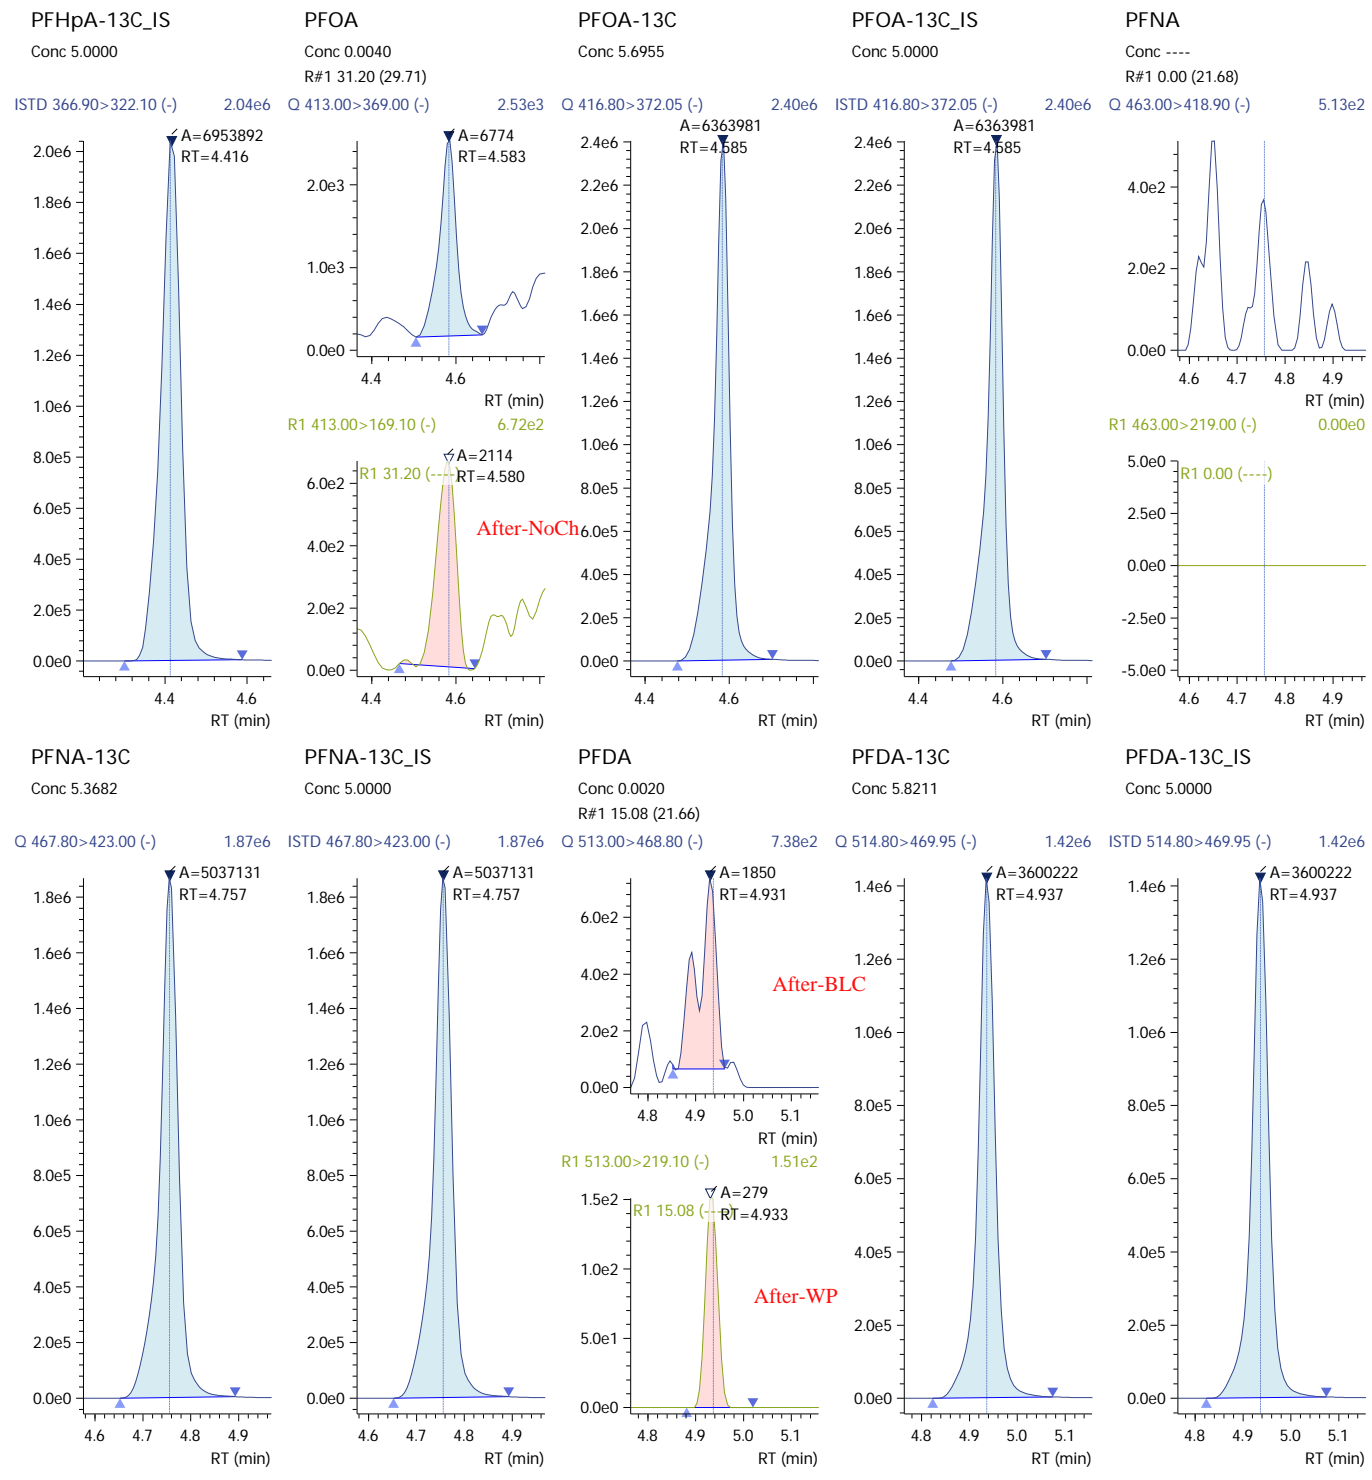 PFHpA-13C_IS
Conc 5.0000
ISTD 366.90>322.10 (-) 2.04e6
A=6953892
RT=4.416
2.0e6
1.8e6
1.6e6
1.4e6
1.2e6
1.0e6
8.0e5
6.0e5
4.0e5
2.0e5
0.0e0
4.4 4.6
RT (min)
PFOA
Conc 0.0040
R#1 31.20 (29.71)
Q 413.00>369.00 (-) 2.53e3
A=6774
RT=4.583
2.0e3
1.0e3
0.0e0
4.4 4.6
RT (min)
R1 413.00>169.10 (-) 6.72e2
A=2114
R1 31.20 (----)
RT=4.580
6.0e2
After-NoCh
4.0e2
2.0e2
0.0e0
4.4 4.6
RT (min)
PFOA-13C
Conc 5.6955
Q 416.80>372.05 (-) 2.40e6
A=6363981
RT=4.585
2.4e6
2.2e6
2.0e6
1.8e6
1.6e6
1.4e6
1.2e6
1.0e6
8.0e5
6.0e5
4.0e5
2.0e5
0.0e0
4.6
RT (min)
PFOA-13C_IS
Conc 5.0000
ISTD 416.80>372.05 (-) 2.40e6
A=6363981
RT=4.585
2.4e6
2.2e6
2.0e6
1.8e6
1.6e6
1.4e6
1.2e6
1.0e6
8.0e5
6.0e5
4.0e5
2.0e5
0.0e0
4.4 4.6
RT (min)
PFNA
Conc ----
R#1 0.00 (21.68)
Q 463.00>418.90 (-) 5.13e2
4.0e2
2.0e2
0.0e0
4.6 4.7 4.8 4.9
RT (min)
R1 463.00>219.00 (-) 0.00e0
5.0e0
R1 0.00 (----)
2.5e0
0.0e0
-2.5e0
-5.0e0
4.6 4.7 4.8 4.9
RT (min)
PFNA-13C
Conc 5.3682
Q 467.80>423.00 (-) 1.87e6
A=5037131
RT=4.757
1.8e6
1.6e6
1.4e6
1.2e6
1.0e6
8.0e5
6.0e5
4.0e5
2.0e5
0.0e0
4.6 4.7 4.8 4.9
RT (min)
PFNA-13C_IS
Conc 5.0000
ISTD 467.80>423.00 (-) 1.87e6
A=5037131
RT=4.757
1.8e6
1.6e6
1.4e6
1.2e6
1.0e6
8.0e5
6.0e5
4.0e5
2.0e5
0.0e0
4.6 4.7 4.8 4.9
RT (min)
PFDA
Conc 0.0020
R#1 15.08 (21.66)
Q 513.00>468.80 (-) 7.38e2
A=1850
RT=4.931
6.0e2
After-BLC
4.0e2
2.0e2
0.0e0
4.8 4.9 5.0 5.1
RT (min)
R1 513.00>219.10 (-) 1.51e2
1.5e2
A=279
R1 15.08 (----)
RT=4.933
1.0e2
After-WP
5.0e1
0.0e0
4.8 4.9 5.0 5.1
RT (min)
PFDA-13C
Conc 5.8211
Q 514.80>469.95 (-) 1.42e6
A=3600222
RT=4.937
1.4e6
1.2e6
1.0e6
8.0e5
6.0e5
4.0e5
2.0e5
0.0e0
4.8 4.9 5.0 5.1
RT (min)
PFDA-13C_IS
Conc 5.0000
ISTD 514.80>469.95 (-) 1.42e6
A=3600222
RT=4.937
1.4e6
1.2e6
1.0e6
8.0e5
6.0e5
4.0e5
2.0e5
0.0e0
4.8 4.9 5.0 5.1
RT (min)